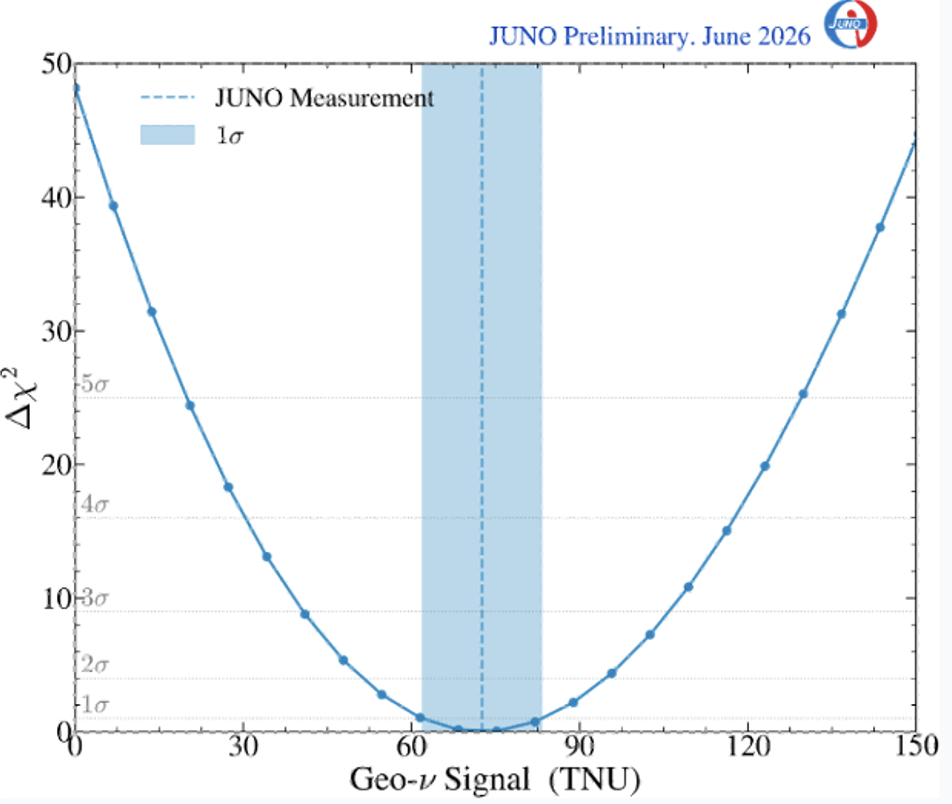 JUNO Preliminary. June 2026
JUNO
50
JUNO Measurement
1σ
40
30
5σ
20
4σ
10
3σ
2σ
1σ
0
Δχ²
0 30 60 90 120 150
Geo-ν Signal (TNU)